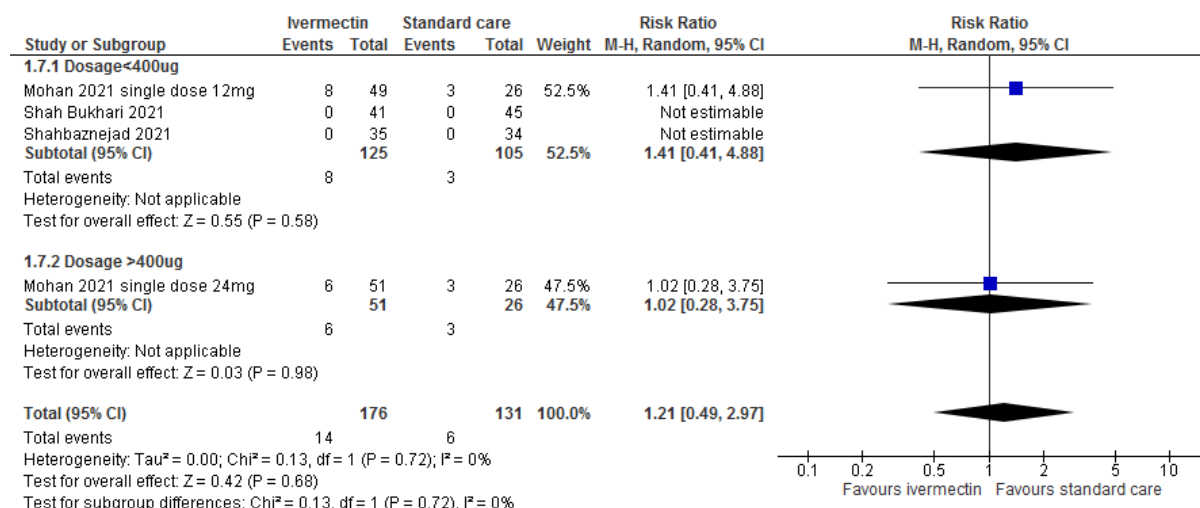 Ivermectin Standard care Risk Ratio Risk Ratio
Study or Subgroup Events Total Events Total Weight M-H, Random, 95% CI M-H, Random, 95% CI
1.7.1 Dosage<400ug
Mohan 2021 single dose 12mg 8 49 3 26 52.5% 1.41 [0.41, 4.88]
Shah Bukhari 2021 0 41 0 45 Not estimable
Shahbaznejad 2021 0 35 0 34 Not estimable
Subtotal (95% CI) 125 105 52.5% 1.41 [0.41, 4.88]
Total events 8 3
Heterogeneity: Not applicable
Test for overall effect: Z = 0.55 (P = 0.58)
1.7.2 Dosage >400ug
Mohan 2021 single dose 24mg 6 51 3 26 47.5% 1.02 [0.28, 3.75]
Subtotal (95% CI) 51 26 47.5% 1.02 [0.28, 3.75]
Total events 6 3
Heterogeneity: Not applicable
Test for overall effect: Z = 0.03 (P = 0.98)
Total (95% CI) 176 131 100.0% 1.21 [0.49, 2.97]
Total events 14 6
Heterogeneity: Tau² = 0.00; Chi² = 0.13, df = 1 (P = 0.72); I² = 0%
Test for overall effect: Z = 0.42 (P = 0.68)
Test for subgroup differences: Chi² = 0.13, df = 1 (P = 0.72), I² = 0%
0.1 0.2 0.5 1 2 5 10
Favours ivermectin Favours standard care